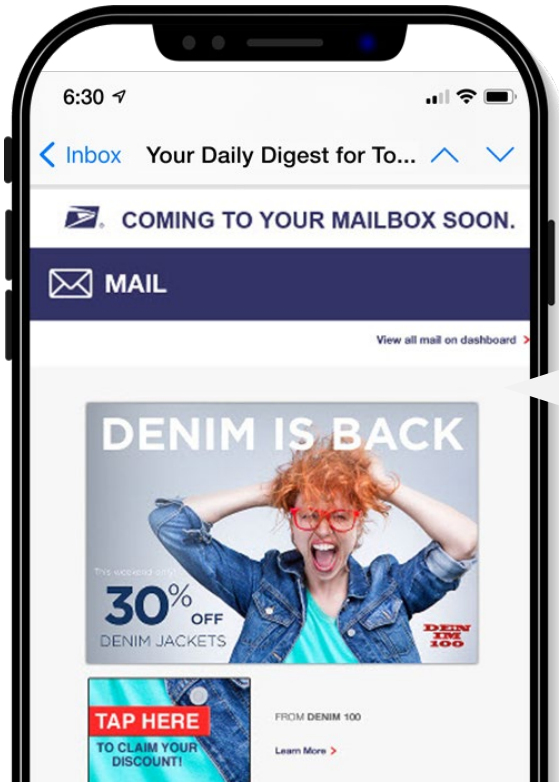 6:30
Inbox Your Daily Digest for To...
COMING TO YOUR MAILBOX SOON.
MAIL
View all mail on dashboard >
DENIM IS BACK
This weekend only!
30% OFF
DENIM JACKETS
DEN
IM
100
TAP HERE
TO CLAIM YOUR
DISCOUNT!
FROM DENIM 100
Learn More >